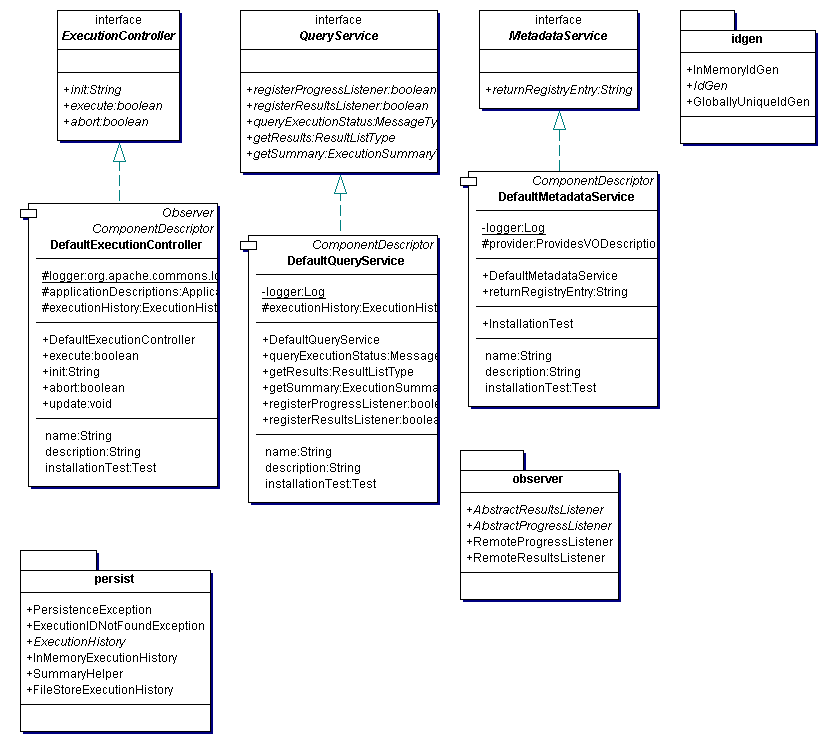 interface
ExecutionController
+init:String
+execute:boolean
+abort:boolean
interface
QueryService
+registerProgressListener:boolean
+registerResultsListener:boolean
+queryExecutionStatus:MessageTy
+getResults:ResultListType
+getSummary:ExecutionSummaryT
interface
MetadataService
+returnRegistryEntry:String
idgen
+InMemoryIdGen
+IdGen
+GloballyUniqueIdGen
Observer
ComponentDescriptor
DefaultExecutionController
#logger:org.apache.commons.lo
#applicationDescriptions:Applica
#executionHistory:ExecutionHist
+DefaultExecutionController
+execute:boolean
+init:String
+abort:boolean
+update:void
name:String
description:String
installationTest:Test
ComponentDescriptor
DefaultQueryService
-logger:Log
#executionHistory:ExecutionHist
+DefaultQueryService
+queryExecutionStatus:Message
+getResults:ResultListType
+getSummary:ExecutionSumma
+registerProgressListener:boole
+registerResultsListener:boolea
name:String
description:String
installationTest:Test
ComponentDescriptor
DefaultMetadataService
-logger:Log
#provider:ProvidesVODescriptio
+DefaultMetadataService
+returnRegistryEntry:String
+InstallationTest
name:String
description:String
installationTest:Test
observer
+AbstractResultsListener
+AbstractProgressListener
+RemoteProgressListener
+RemoteResultsListener
persist
+PersistenceException
+ExecutionIDNotFoundException
+ExecutionHistory
+InMemoryExecutionHistory
+SummaryHelper
+FileStoreExecutionHistory